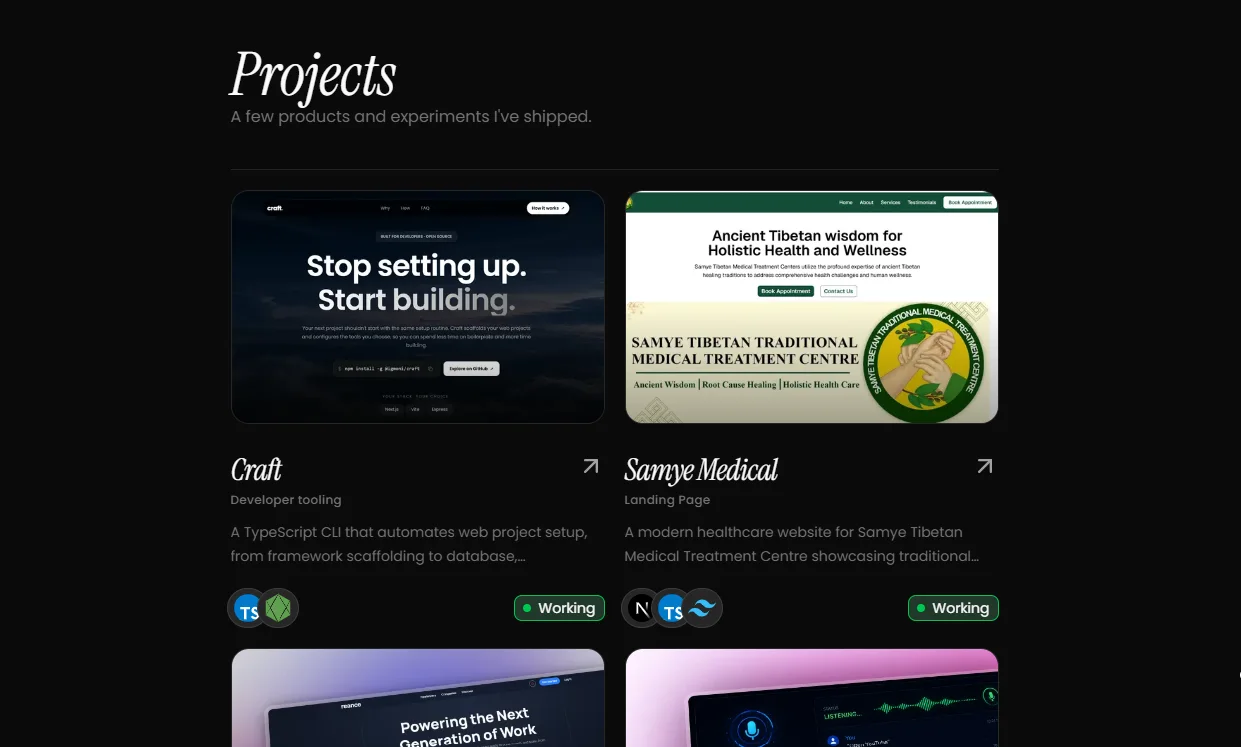 Projects
A few products and experiments I've shipped.
craft.
Why How FAQ
How it works
BUILT FOR DEVELOPERS · OPEN SOURCE
Stop setting up.
Start building.
Your next project shouldn't start with the same setup routine. Craft scaffolds your web projects
and configures the tools you choose, so you can spend less time on boilerplate and more time
building.
Explore on GitHub
Next.js Vite Express
Home About Services Testimonials Book Appointment
Ancient Tibetan wisdom for
Holistic Health and Wellness
Samye Tibetan Medical Treatment Centers utilize the profound expertise of ancient Tibetan
healing traditions to address comprehensive health challenges and human wellness.
Book Appointment Contact Us
SAMYE TIBETAN TRADITIONAL
MEDICAL TREATMENT CENTRE
Ancient Wisdom | Root Cause Healing | Holistic Health Care
SAMYE TIBETAN TRADITIONAL MEDICAL TREATMENT CENTRE
Craft
Developer tooling
A TypeScript CLI that automates web project setup,
from framework scaffolding to database,...
TS
Working
Samye Medical
Landing Page
A modern healthcare website for Samye Tibetan
Medical Treatment Centre showcasing traditional...
N TS
Working
reance
Powering the Next
Generation of Work
LISTENING...
You